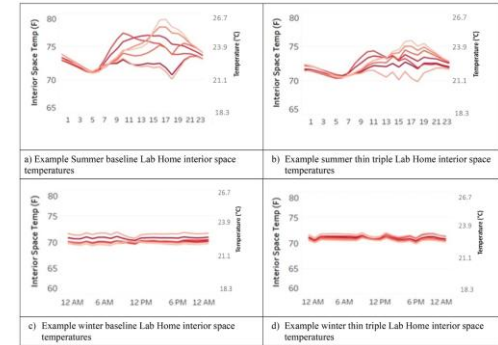 80
75
70
65
Interior Space Temp (F)
26.7
23.9
21.1
18.3
Temperature (°C)
1 3 5 7 9 11 13 15 17 19 21 23
a) Example Summer baseline Lab Home interior space
temperatures
80
75
70
65
Interior Space Temp (F)
26.7
23.9
21.1
18.3
Temperature (°C)
1 3 5 7 9 11 13 15 17 19 21 23
b) Example summer thin triple Lab Home interior space
temperatures
80
75
70
65
60
Interior Space Temp (F)
26.7
23.9
21.1
18.3
Temperature (°C)
12 AM 6 AM 12 PM 6 PM 12 AM
c) Example winter baseline Lab Home interior space
temperatures
80
75
70
65
60
Interior Space Temp (F)
26.7
23.9
21.1
18.3
Temperature (°C)
12 AM 6 AM 12 PM 6 PM 12 AM
d) Example winter thin triple Lab Home interior space
temperatures